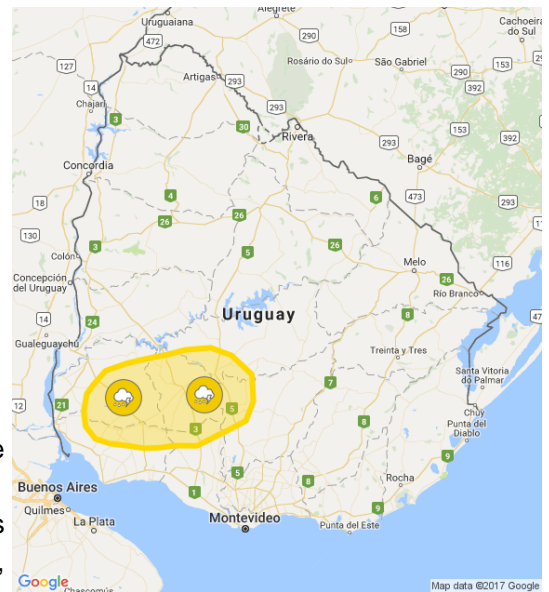 Alegrete
Uruguaiana
Cachoeira
do Sul
472
290
158
Rosário do Sul
São Gabriel
127
14
Artigas
293
290
153
392
Chajarí
3
293
30
Rivera
293
153
392
Bagé
Concordia
4
473
293
18
26
26
6
130
3
26
5
116
Colón
Melo
26
Concepción
del Uruguay
Río Branco
14
24
Uruguay
8
47
Gualeguaychú
Treinta y Tres
Santa Vitoria
do Palmar
7
12
21
5
8
Chuy
3
Punta del
Diablo
5
8
9
Buenos Aires
1
Rocha
Quilmes
Montevideo
9
La Plata
Punta del Este
e
s
,
Google
Chascomús
Map data ©2017 Google